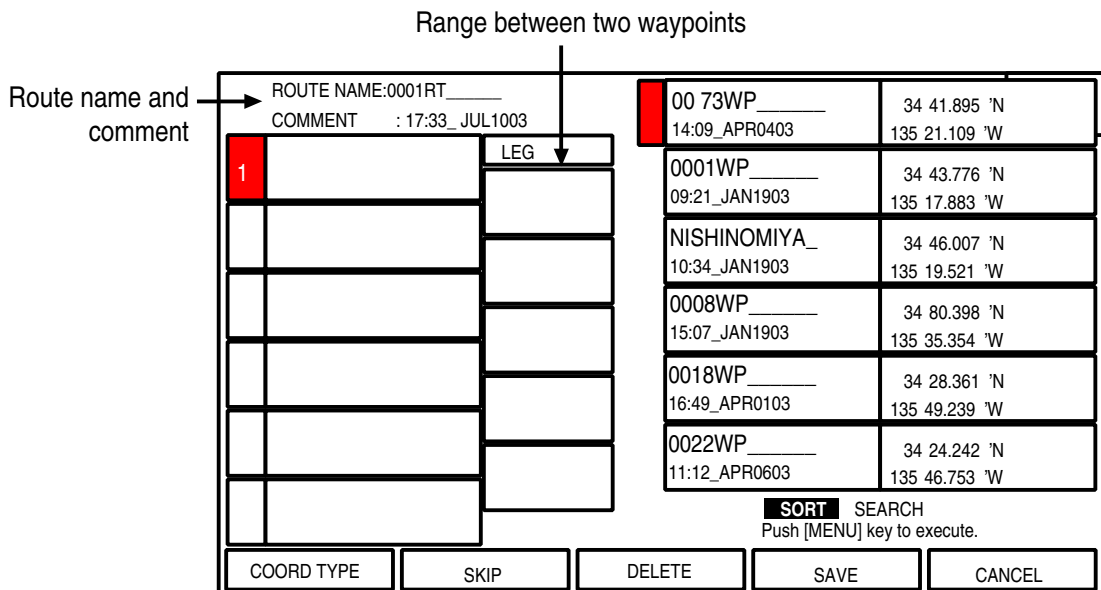 Range between two waypoints
Route name and
comment
ROUTE NAME:0001RT______
COMMENT : 17:33_ JUL1003
1
LEG
00 73WP______
14:09_APR0403
34 41.895 ’N
135 21.109 ’W
0001WP______
09:21_JAN1903
34 43.776 ’N
135 17.883 ’W
NISHINOMIYA_
10:34_JAN1903
34 46.007 ’N
135 19.521 ’W
0008WP______
15:07_JAN1903
34 80.398 ’N
135 35.354 ’W
0018WP______
16:49_APR0103
34 28.361 ’N
135 49.239 ’W
0022WP______
11:12_APR0603
34 24.242 ’N
135 46.753 ’W
SORT SEARCH
Push [MENU] key to execute.
COORD TYPE
SKIP
DELETE
SAVE
CANCEL